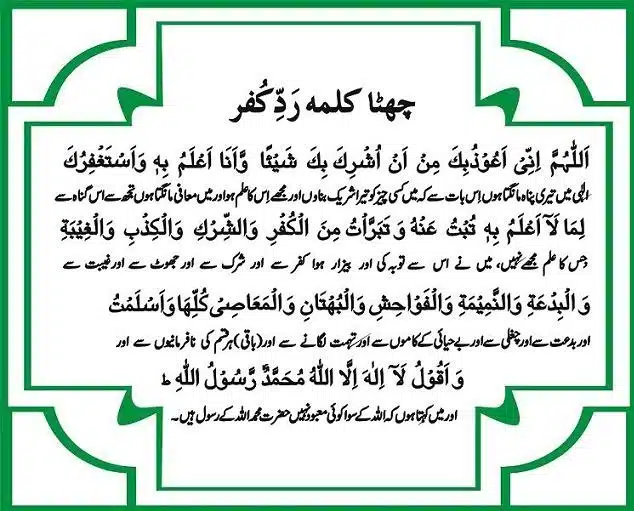 چھٹا کلمہ رَدِّ کُفر
اَللّٰہُمَّ اِنِّیْ اَعُوْذُبِکَ مِنْ اَنْ اُشْرِکَ بِکَ شَیْئًا وَّاَنَا اَعْلَمُ بِہٖ وَاَسْتَغْفِرُکَ
الٰہی میں تیری پناہ مانگتا ہوں اِس بات سے کہ میں کسی چیز کو تیرا شریک بناوں اور مجھے اِس کا علم ہو اور میں معافی مانگتا ہوں تجھ سے اس گناہ سے
لِمَا لَآ اَعْلَمُ بِہٖ تُبْتُ عَنْہُ وَ تَبَرَّاْتُ مِنَ الْکُفْرِ وَالشِّرْکِ وَالْکِذْبِ وَالْغِیْبَۃِ
جِس کا علم مجھے نہیں، میں نے اس سے توبہ کی اور بیزار ہوا کفر سے اور شرک سے اور جھوٹ سے اور غیبت سے
وَ الْبِدْعَۃِ وَالنَّمِیْمَۃِ وَالْفَوَاحِشِ وَالْبُھْتَانِ وَالْمَعَاصِیْ کُلِّھَا وَاَسْلَمْتُ
اور بدعت سے اور چغلی سے اور بے حیائی کے کاموں سے اور تہمت لگانے سے اور (باقی) ہر قسم کی نافرمانیوں سے اور
وَ اَقُوْلُ لَآ اِلٰہَ اِلَّا اللّٰہُ مُحَمَّدٌ رَّسُوْلُ اللّٰہِ ؕ
اور میں کہتا ہوں کہ اللہ کے سوا کوئی معبود نہیں حضرت محمد اللہ کے رسول ہیں۔